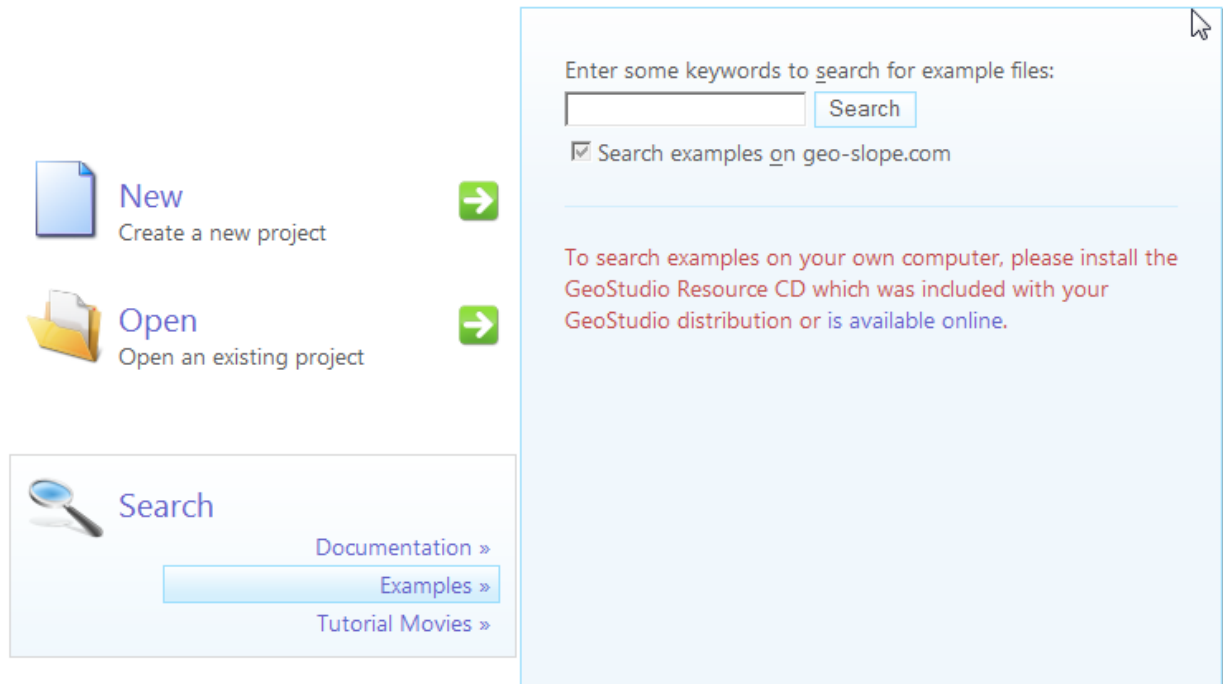 New
Create a new project
Open
Open an existing project
Search
Documentation »
Examples »
Tutorial Movies »
Enter some keywords to search for example files:
Search
Search examples on geo-slope.com
To search examples on your own computer, please install the
GeoStudio Resource CD which was included with your
GeoStudio distribution or is available online.